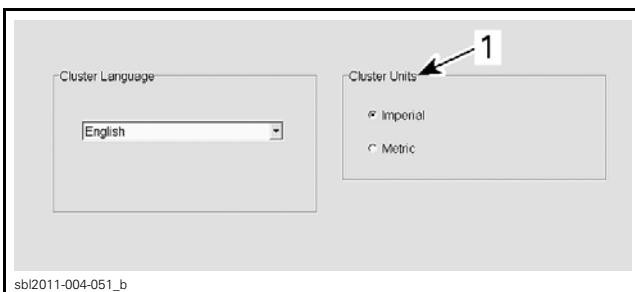 1
Cluster Language
Cluster Units
English
Imperial
Metric
sbl2011-004-051_b